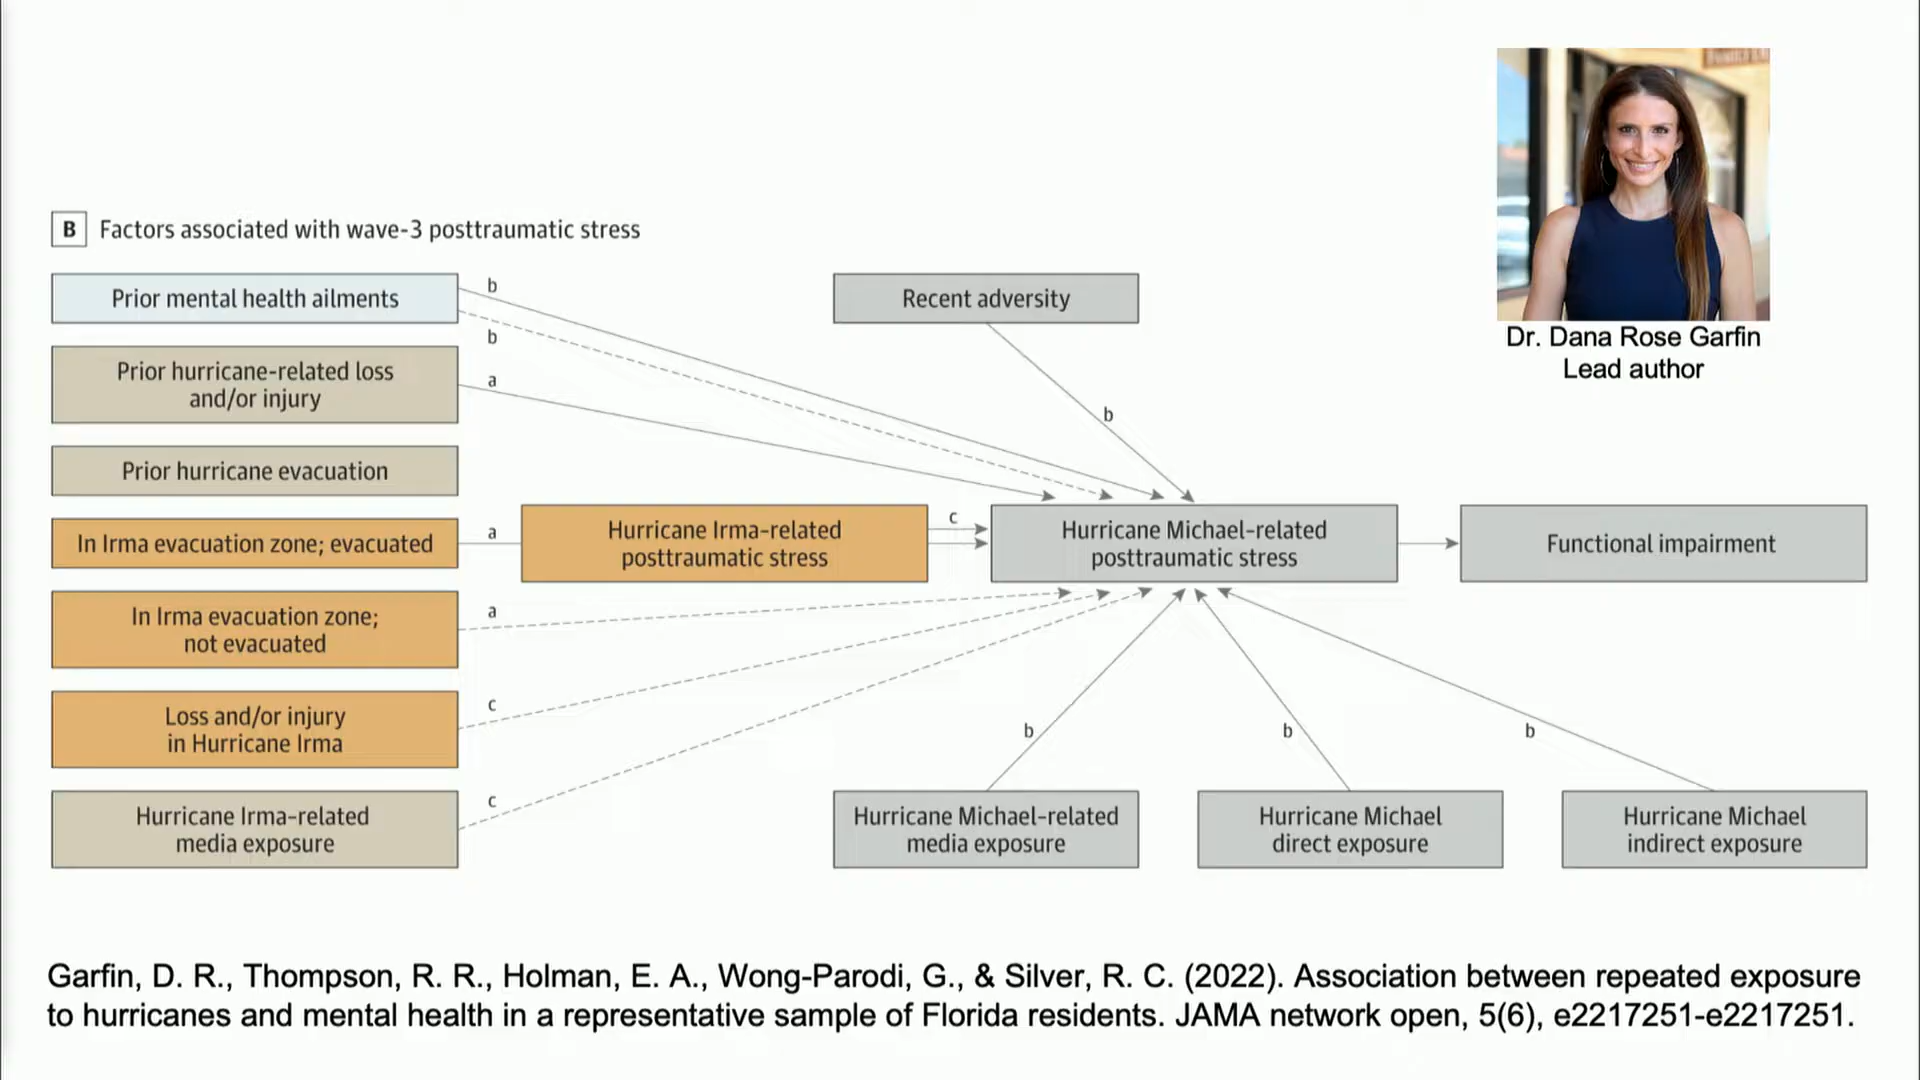 Dr. Dana Rose Garfin
Lead author
B Factors associated with wave-3 posttraumatic stress
Prior mental health ailments
b
b
Recent adversity
b
Prior hurricane-related loss
and/or injury
a
Prior hurricane evacuation
In Irma evacuation zone; evacuated
a
Hurricane Irma-related
posttraumatic stress
c
Hurricane Michael-related
posttraumatic stress
Functional impairment
In Irma evacuation zone;
not evacuated
a
Loss and/or injury
in Hurricane Irma
c
Hurricane Irma-related
media exposure
c
b
b
b
Hurricane Michael-related
media exposure
Hurricane Michael
direct exposure
Hurricane Michael
indirect exposure
Garfin, D. R., Thompson, R. R., Holman, E. A., Wong-Parodi, G., & Silver, R. C. (2022). Association between repeated exposure
to hurricanes and mental health in a representative sample of Florida residents. JAMA network open, 5(6), e2217251-e2217251.